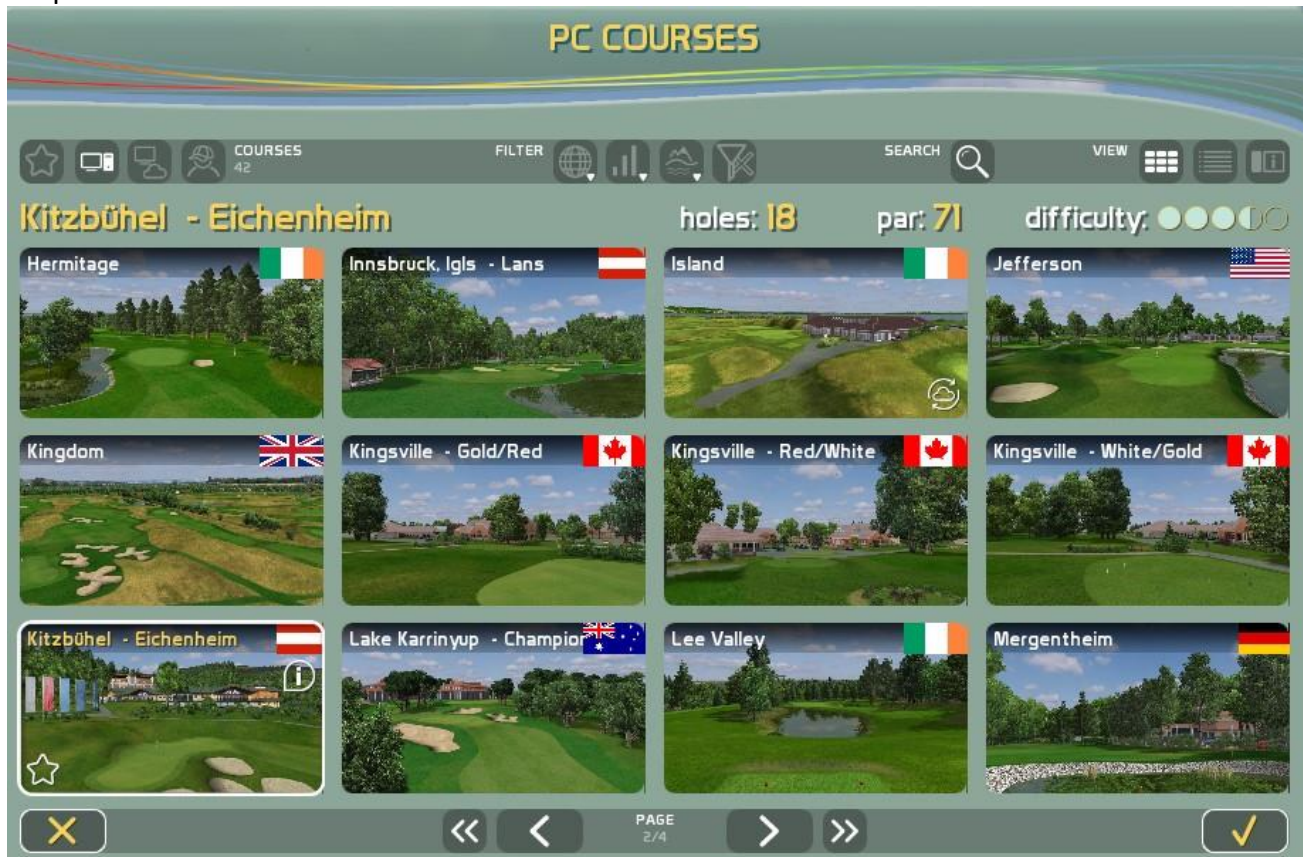 PC COURSES
COURSES
42
FILTER
SEARCH
VIEW
Kitzbühel - Eichenheim
holes: 18
par: 71
difficulty:
Hermitage
Innsbruck, Igls - Lans
Island
Jefferson
Kingdom
Kingsville - Gold/Red
Kingsville - Red/White
Kingsville - White/Gold
Kitzbühel - Eichenheim
Lake Karrinyup - Champion
Lee Valley
Mergentheim
PAGE
2/4